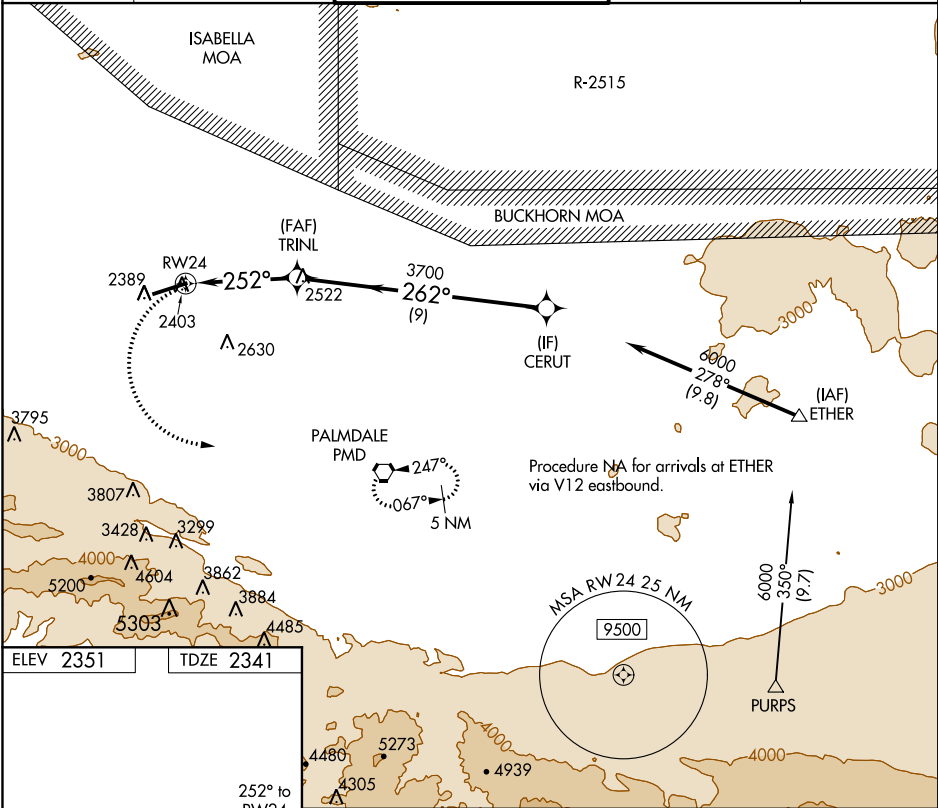 ISABELLA
MOA
R-2515
BUCKHORN MOA
(FAF)
TRINL
RW24
2389
252°
2522
3700
262°
(9)
2403
2630
(IF)
CERUT
3000
6000
278°
(9.8)
(IAF)
ETHER
3795
3000
PALMDALE
PMD
247°
067°
5 NM
Procedure NA for arrivals at ETHER
via V12 eastbound.
3807
3428
3299
4000
4604
5200
3862
3884
5303
4485
6000
350°
(9.7)
3000
MSA RW24 25 NM
9500
ELEV 2351
TDZE 2341
PURPS
4000
4480
5273
4939
4000
4305
252° to
RW24